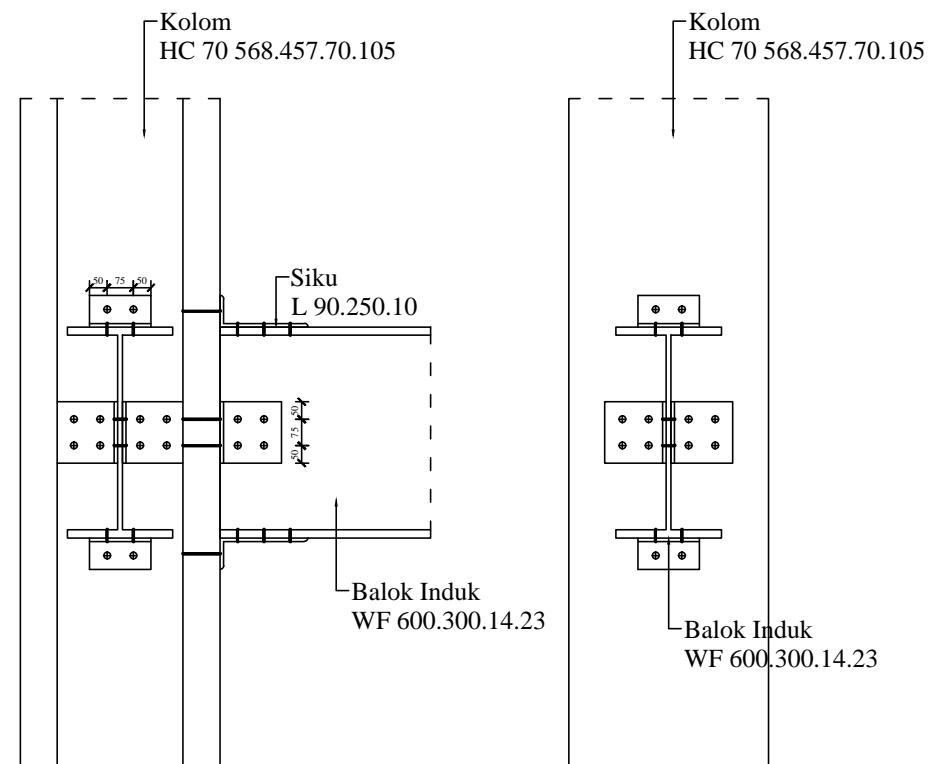 Kolom
HC 70 568.457.70.105
Kolom
HC 70 568.457.70.105
50 75 50
Siku
L 90.250.10
50
75
50
Balok Induk
WF 600.300.14.23
Balok Induk
WF 600.300.14.23